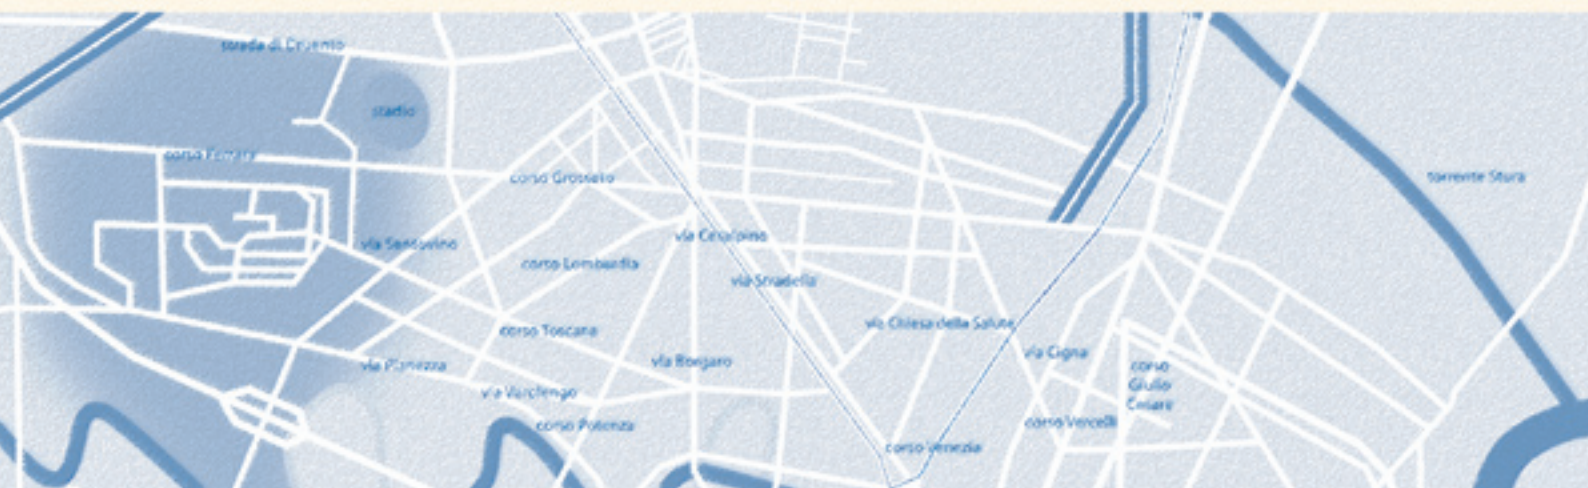 strada di Druento
stadio
corso Ferrara
corso Grosseto
torrente Stura
via Sansovino
via Cesalpino
corso Lombardia
via Stradella
corso Toscana
via Chiesa della Salute
via Pianezza
via Borgaro
via Cigna
corso
Giulio
Cesare
via Varchengo
corso Potenza
corso Vercelli
corso Venezia